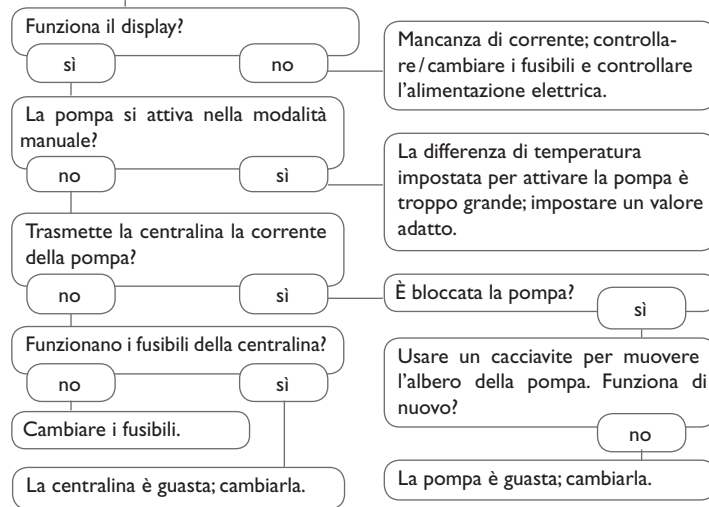 Funziona il display?
sì
no
Mancanza di corrente; controlla-
re/cambiare i fusibili e controllare
l'alimentazione elettrica.
La pompa si attiva nella modalità
manuale?
no
sì
La differenza di temperatura
impostata per attivare la pompa è
troppo grande; impostare un valore
adatto.
Trasmette la centralina la corrente
della pompa?
no
sì
È bloccata la pompa?
sì
Usare un cacciavite per muovere
l'albero della pompa. Funziona di
nuovo?
no
La pompa è guasta; cambiarla.
Funzionano i fusibili della centralina?
no
sì
Cambiare i fusibili.
La centralina è guasta; cambiarla.